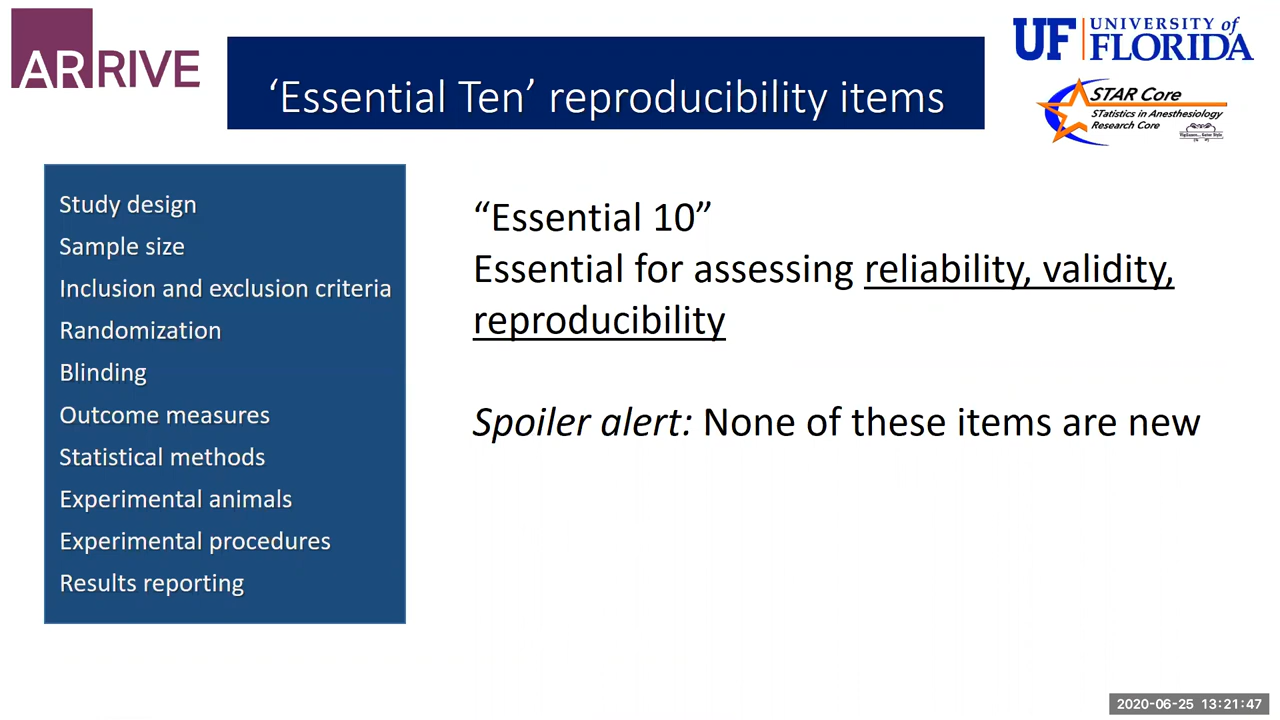 ARRIVE
‘Essential Ten’ reproducibility items
UF UNIVERSITY of
FLORIDA
STAR Core
STatistics in Anesthesiology
Research Core
Study design
Sample size
Inclusion and exclusion criteria
Randomization
Blinding
Outcome measures
Statistical methods
Experimental animals
Experimental procedures
Results reporting
“Essential 10”
Essential for assessing reliability, validity,
reproducibility
Spoiler alert: None of these items are new
2020-06-25 13:21:47